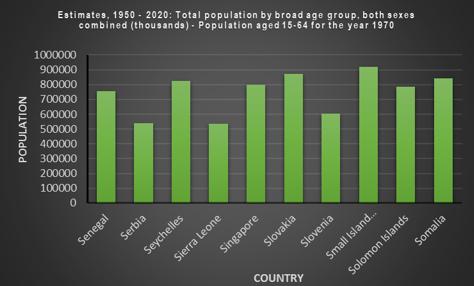 Estimates, 1950 - 2020: Total population by broad age group, both sexes
combined (thousands) - Population aged 15-64 for the year 1970
1000000
900000
800000
700000
600000
500000
400000
300000
200000
100000
0
POPULATION
Senegal
Serbia
Seychelles
Sierra Leone
Singapore
Slovakia
Slovenia
Small Island...
Solomon Islands
Somalia
COUNTRY